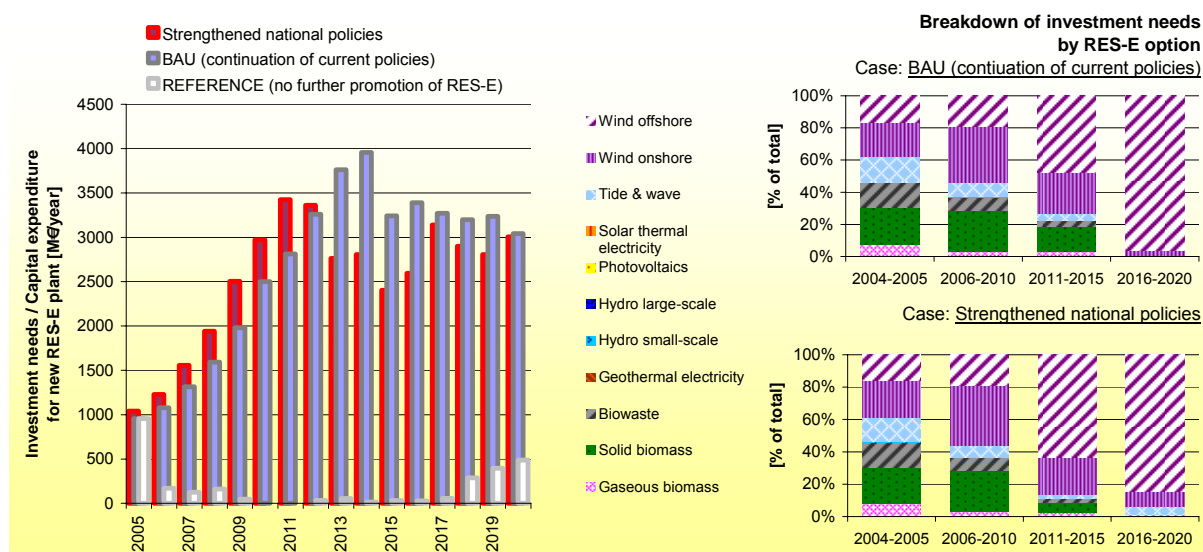 Strengthened national policies
BAU (continuation of current policies)
REFERENCE (no further promotion of RES-E)
Investment needs / Capital expenditure
for new RES-E plant [M€/year]
4500
4000
3500
3000
2500
2000
1500
1000
500
0
2005
2007
2009
2011
2013
2015
2017
2019
Wind offshore
Wind onshore
Tide & wave
Solar thermal
electricity
Photovoltaics
Hydro large-scale
Hydro small-scale
Geothermal electricity
Biowaste
Solid biomass
Gaseous biomass
Breakdown of investment needs
by RES-E option
Case: BAU (contiuation of current policies)
[% of total]
100%
80%
60%
40%
20%
0%
2004-2005 2006-2010 2011-2015 2016-2020
Case: Strengthened national policies
[% of total]
100%
80%
60%
40%
20%
0%
2004-2005 2006-2010 2011-2015 2016-2020